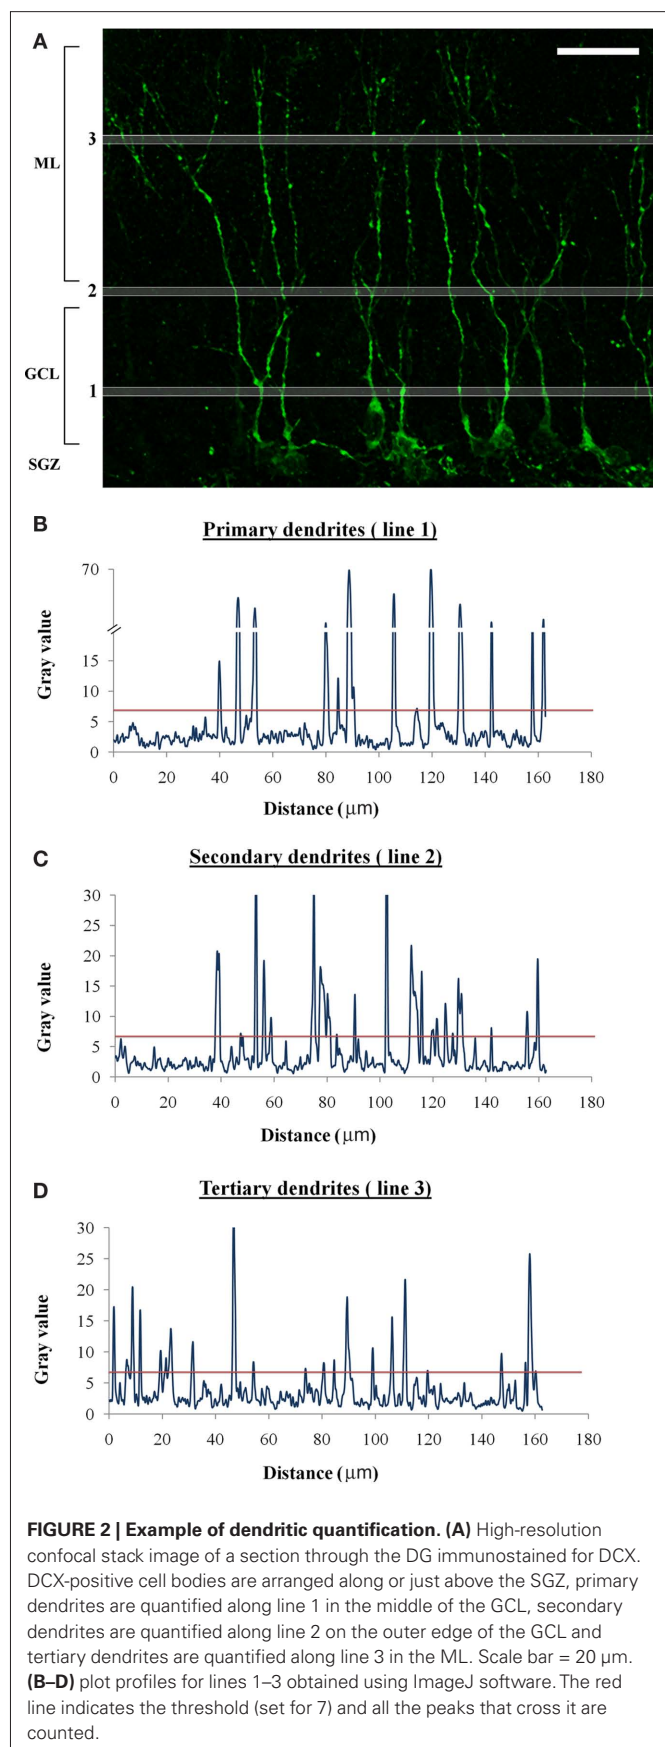 A
3
ML
2
GCL
1
SGZ
B
Primary dendrites ( line 1)
70
15
10
5
0
Gray value
0 20 40 60 80 100 120 140 160 180
Distance (μm)
C
Secondary dendrites ( line 2)
30
25
20
15
10
5
0
Gray value
0 20 40 60 80 100 120 140 160 180
Distance (μm)
D
Tertiary dendrites ( line 3)
30
25
20
15
10
5
0
Gray value
0 20 40 60 80 100 120 140 160 180
Distance (μm)
FIGURE 2 | Example of dendritic quantification. (A) High-resolution
confocal stack image of a section through the DG immunostained for DCX.
DCX-positive cell bodies are arranged along or just above the SGZ, primary
dendrites are quantified along line 1 in the middle of the GCL, secondary
dendrites are quantified along line 2 on the outer edge of the GCL and
tertiary dendrites are quantified along line 3 in the ML. Scale bar = 20 μm.
(B–D) plot profiles for lines 1–3 obtained using ImageJ software. The red
line indicates the threshold (set for 7) and all the peaks that cross it are
counted.